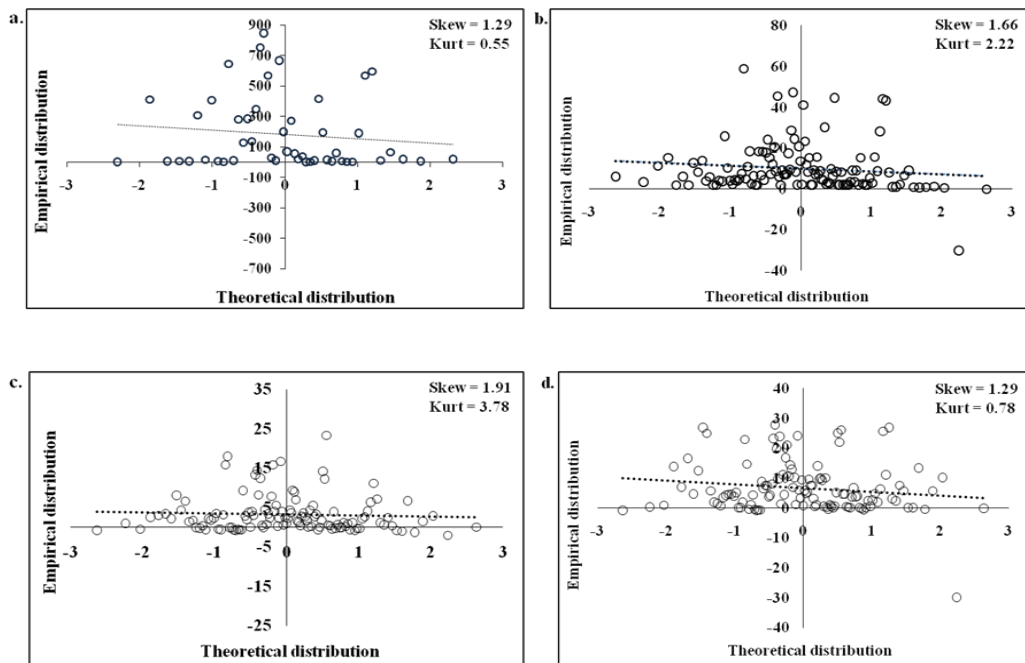 a.
900
Skew = 1.29
Kurt = 0.55
700
500
300
100
-3 -2 -1 0 1 2 3
-100
-300
-500
-700
Empirical distribution
Theoretical distribution
b.
80
Skew = 1.66
Kurt = 2.22
60
40
20
0
-3 -2 -1 0 1 2 3
-20
-40
Empirical distribution
Theoretical distribution
c.
35
Skew = 1.91
Kurt = 3.78
25
15
5
-3 -2 -1 0 1 2 3
-5
-15
-25
Empirical distribution
Theoretical distribution
d.
40
Skew = 1.29
Kurt = 0.78
30
20
10
0
-3 -2 -1 0 1 2 3
-10
-20
-30
-40
Empirical distribution
Theoretical distribution